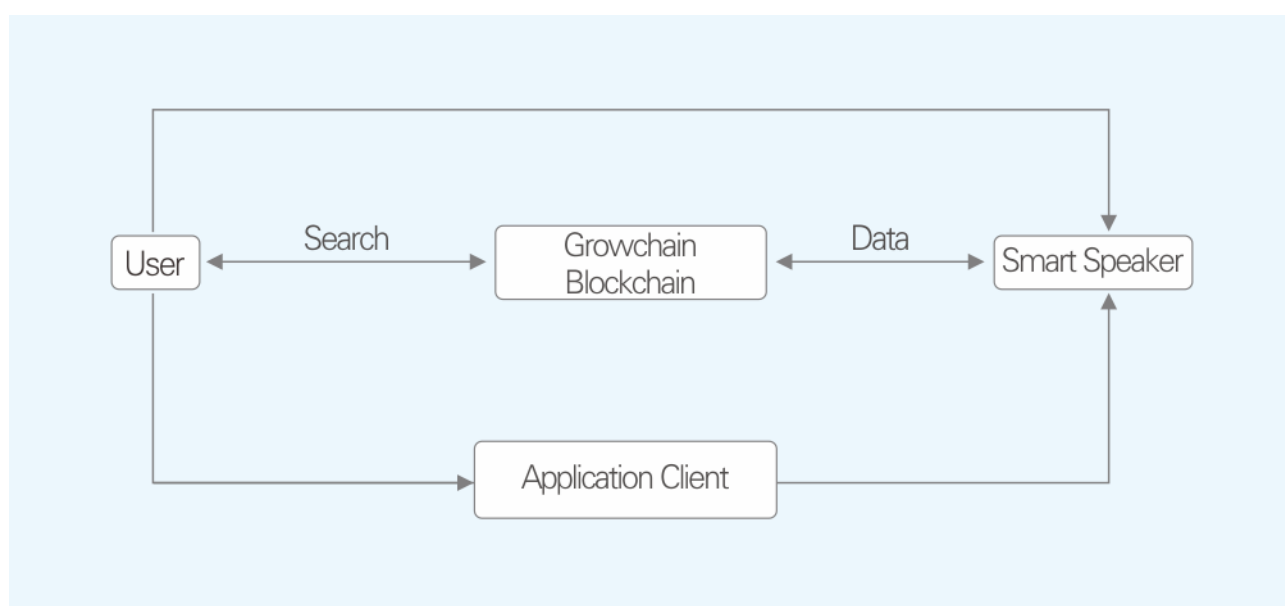 Search
Data
User
Growchain
Blockchain
Smart Speaker
Application Client